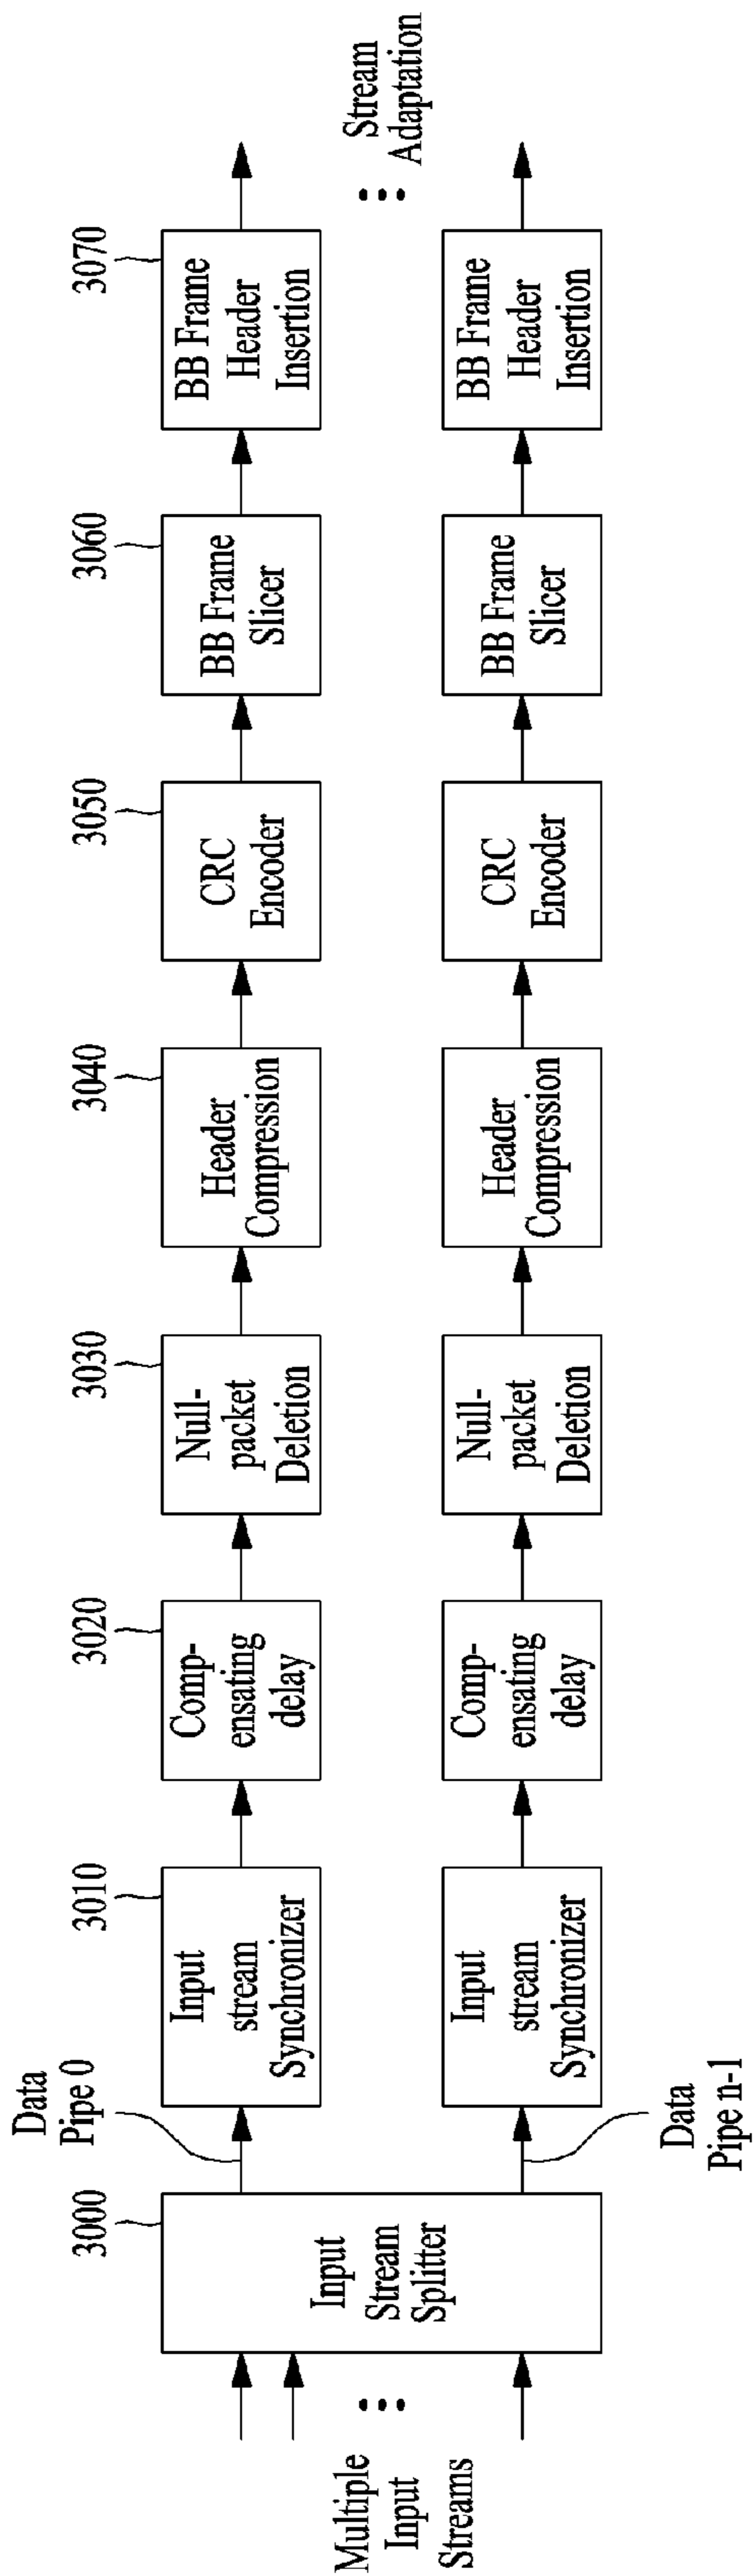 Multiple
Input
Streams
3000
Input
Stream
Splitter
Data
Pipe 0
3010
Input
stream
Synchronizer
3020
Comp-
ensating
delay
3030
Null-
packet
Deletion
3040
Header
Compression
3050
CRC
Encoder
3060
BB Frame
Slicer
3070
BB Frame
Header
Insertion
Data
Pipe n-1
Input
stream
Synchronizer
Comp-
ensating
delay
Null-
packet
Deletion
Header
Compression
CRC
Encoder
BB Frame
Slicer
BB Frame
Header
Insertion
Stream
Adaptation